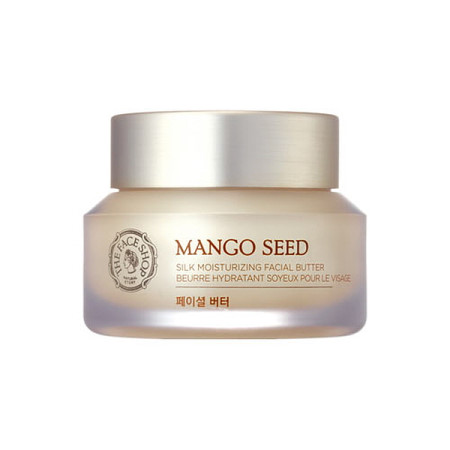 THE FACE SHOP
MANGO SEED
SILK MOISTURIZING FACIAL BUTTER
BEURRE HYDRATANT SOYEUX POUR LE VISAGE
페이셜 버터